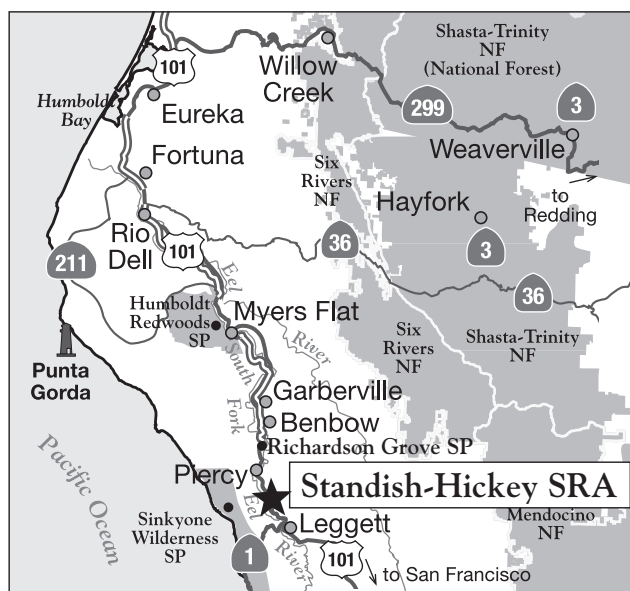 101
Willow
Creek
Shasta-Trinity
NF
(National Forest)
Humboldt
Bay
Eureka
299
3
Weaverville
Fortuna
Six
Rivers
NF
Hayfork
to
Redding
Rio
Dell
101
36
3
211
Eel
River
36
Humboldt
Redwoods
SP
Myers Flat
Six
Rivers
NF
Shasta-Trinity
NF
Punta
Gorda
South
Fork
Eel
River
Garberville
Benbow
Richardson Grove SP
Piercy
Standish-Hickey SRA
Pacific Ocean
Sinkyone
Wilderness
SP
Leggett
Mendocino
NF
1
101
to San Francisco